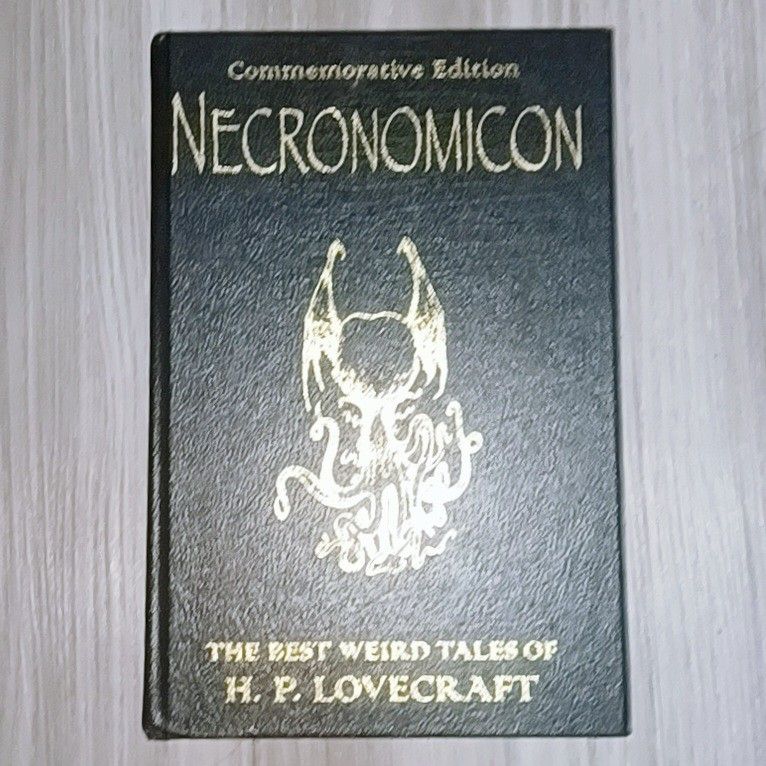 Commemorative Edition
NECRONOMICON
THE BEST WEIRD TALES OF
H. P. LOVECRAFT